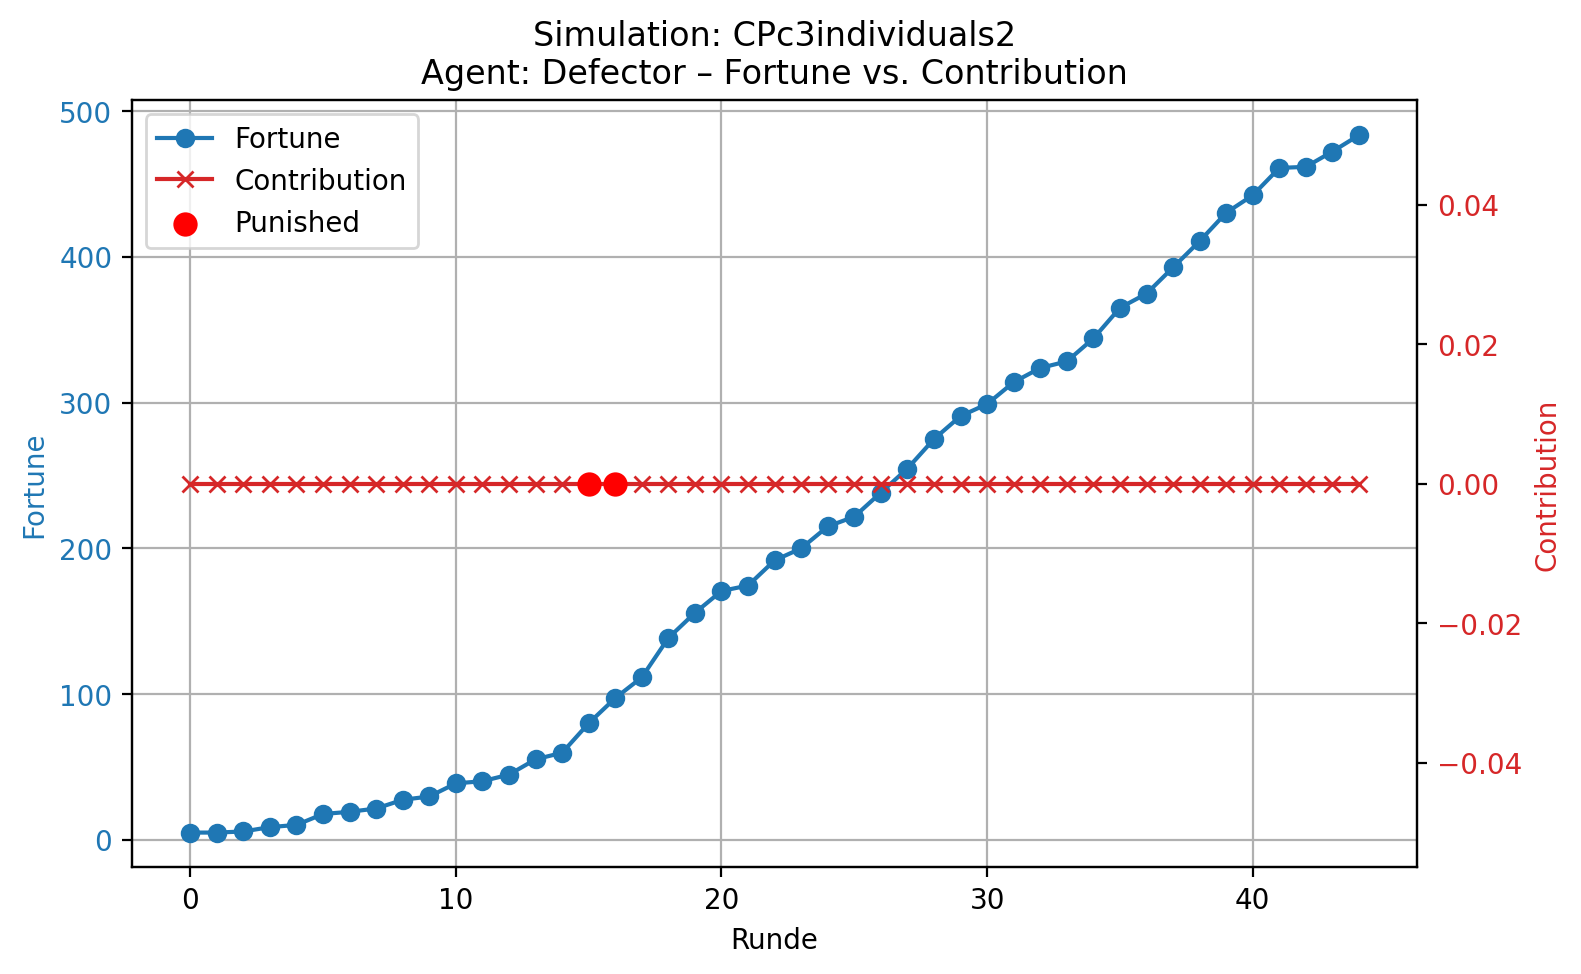 Simulation: CPc3individuals2
Agent: Defector – Fortune vs. Contribution
Fortune
Contribution
Punished
500
400
300
200
100
0
Fortune
0.04
0.02
0.00
−0.02
−0.04
Contribution
0 10 20 30 40
Runde